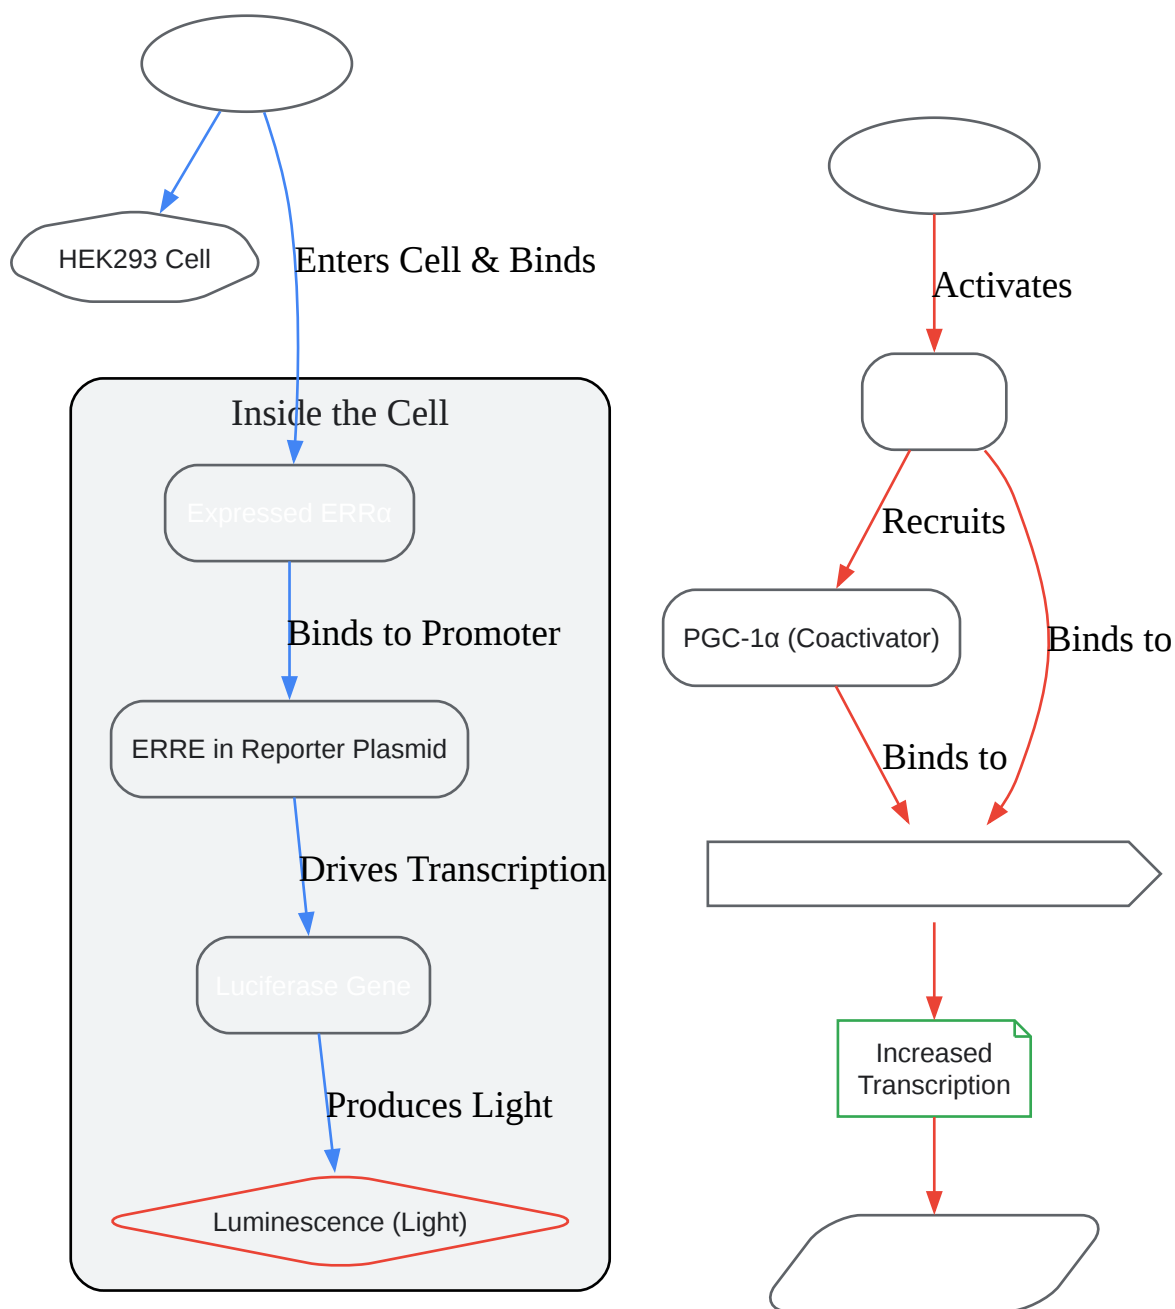 HEK293 Cell
Enters Cell & Binds
Inside the Cell
Expressed ERRα
Binds to Promoter
ERRE in Reporter Plasmid
Drives Transcription
Luciferase Gene
Produces Light
Luminescence (Light)
Activates
Recruits
PGC-1α (Coactivator)
Binds to
Binds to
Increased
Transcription